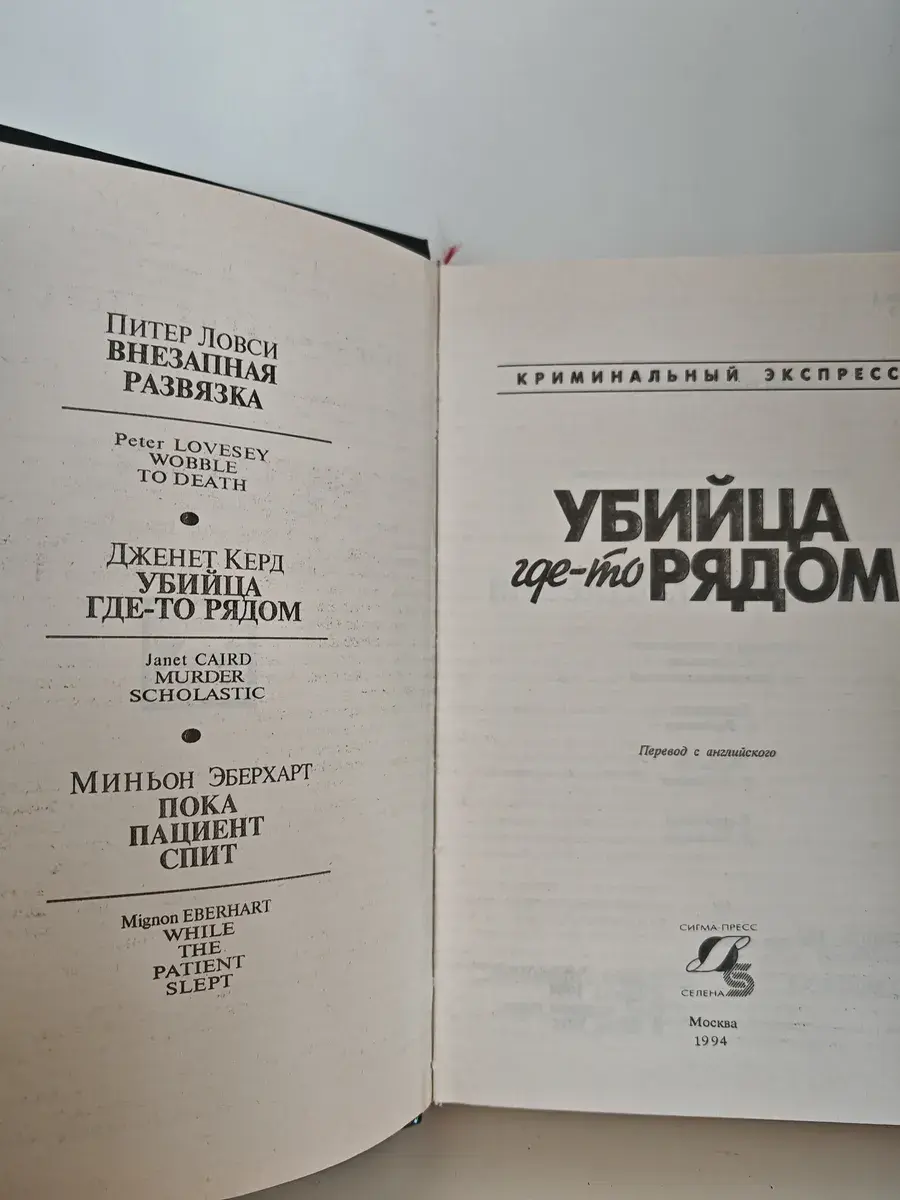 Питер Ловси
ВНЕЗАПНАЯ
РАЗВЯЗКА
Peter LOVESEY
WOBBLE
TO DEATH
Дженет Керд
УБИЙЦА
ГДЕ-ТО РЯДОМ
Janet CAIRD
MURDER
SCHOLASTIC
Миньон Эберхарт
ПОКА
ПАЦИЕНТ
СПИТ
Mignon EBERHART
WHILE
THE
PATIENT
SLEPT
КРИМИНАЛЬНЫЙ ЭКСПРЕСС
УБИЙЦА
где-то РЯДОМ
Перевод с английского
СИГМА-ПРЕСС
СЕЛЕНА
Москва
1994